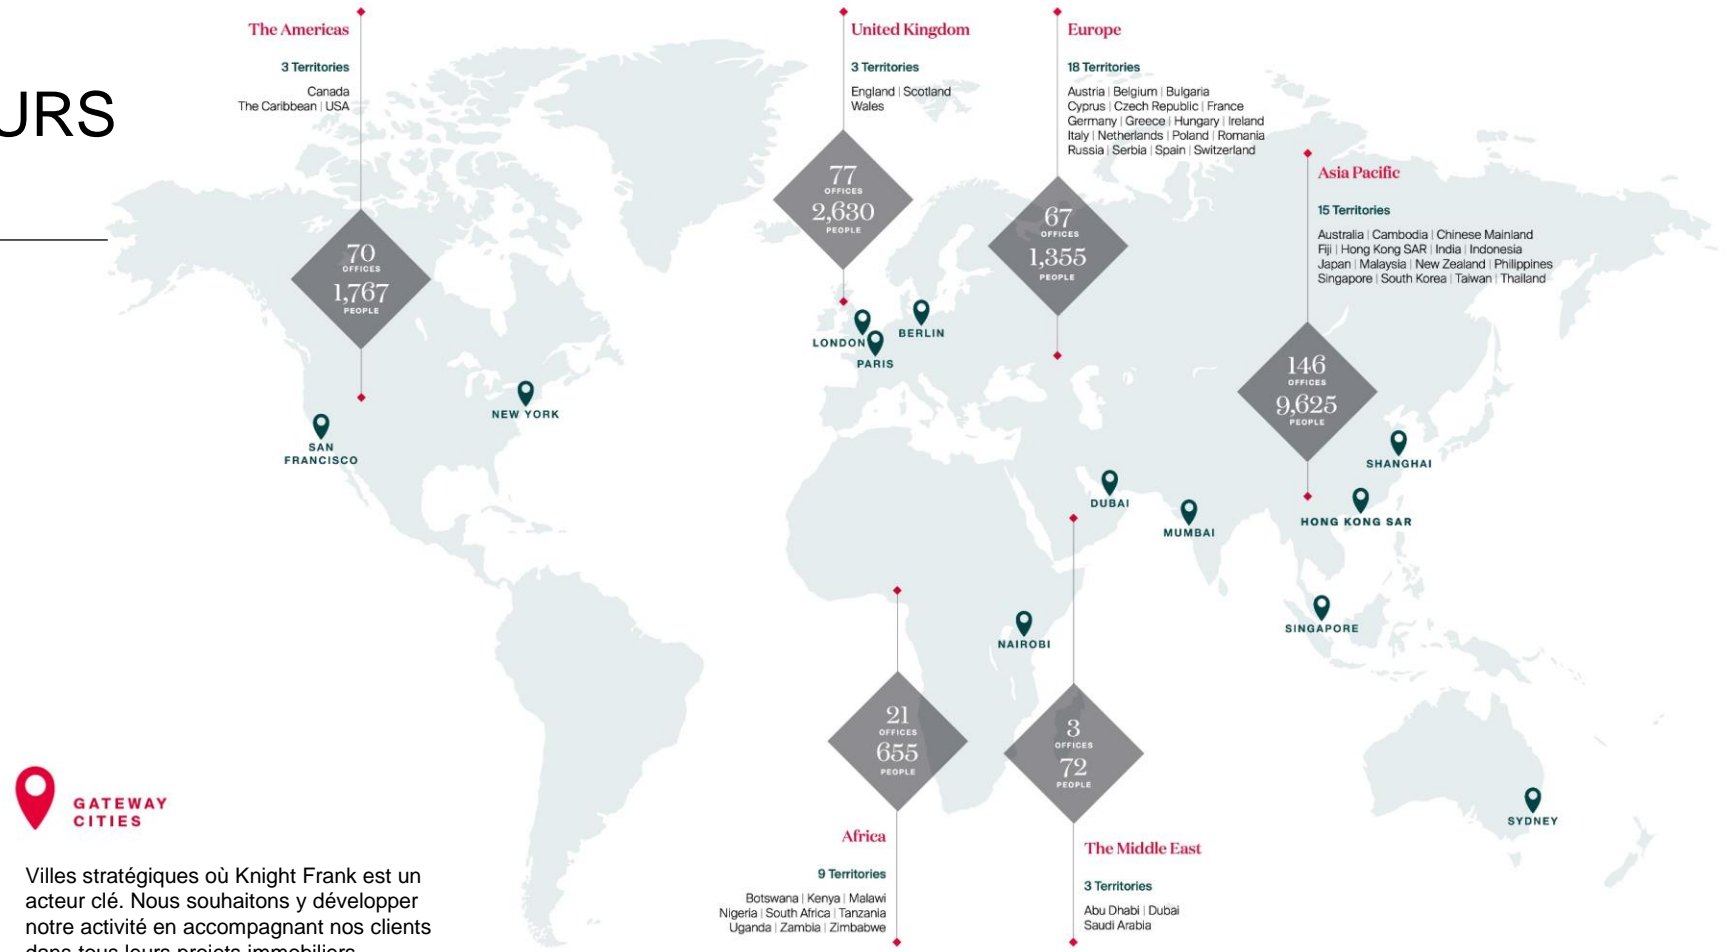 URS
The Americas
3 Territories
Canada
The Caribbean | USA
70
OFFICES
1,767
PEOPLE
United Kingdom
3 Territories
England | Scotland
Wales
77
OFFICES
2,630
PEOPLE
Europe
18 Territories
Austria | Belgium | Bulgaria
Cyprus | Czech Republic | France
Germany | Greece | Hungary | Ireland
Italy | Netherlands | Poland | Romania
Russia | Serbia | Spain | Switzerland
67
OFFICES
1,355
PEOPLE
Asia Pacific
15 Territories
Australia | Cambodia | Chinese Mainland
Fiji | Hong Kong SAR | India | Indonesia
Japan | Malaysia | New Zealand | Philippines
Singapore | South Korea | Taiwan | Thailand
146
OFFICES
9,625
PEOPLE
LONDON
PARIS
BERLIN
NEW YORK
SAN
FRANCISCO
SHANGHAI
DUBAI
MUMBAI
HONG KONG SAR
SINGAPORE
NAIROBI
SYDNEY
21
OFFICES
655
PEOPLE
Africa
9 Territories
Botswana | Kenya | Malawi
Nigeria | South Africa | Tanzania
Uganda | Zambia | Zimbabwe
3
OFFICES
72
PEOPLE
The Middle East
3 Territories
Abu Dhabi | Dubai
Saudi Arabia
GATEWAY
CITIES
Villes stratégiques où Knight Frank est un
acteur clé. Nous souhaitons y développer
notre activité en accompagnant nos clients
dans tous leurs projets immobiliers